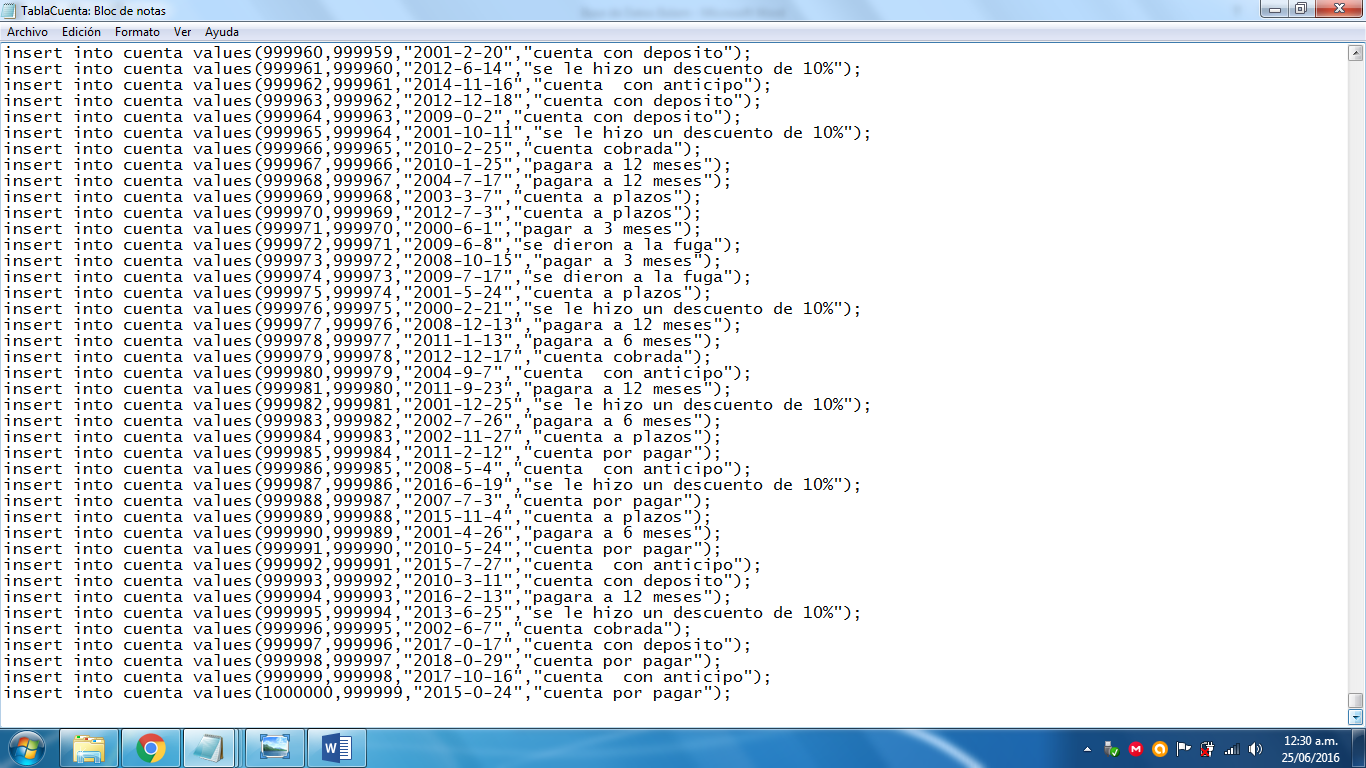 TablaCuenta: Bloc de notas
Archivo Edición Formato Ver Ayuda
insert into cuenta values(999960,999959,"2001-2-20","cuenta con deposito");
insert into cuenta values(999961,999960,"2012-6-14","se le hizo un descuento de 10%");
insert into cuenta values(999962,999961,"2014-11-16","cuenta  con anticipo");
insert into cuenta values(999963,999962,"2012-12-18","cuenta con deposito");
insert into cuenta values(999964,999963,"2009-0-2","cuenta con deposito");
insert into cuenta values(999965,999964,"2001-10-11","se le hizo un descuento de 10%");
insert into cuenta values(999966,999965,"2010-2-25","cuenta cobrada");
insert into cuenta values(999967,999966,"2010-1-25","pagara a 12 meses");
insert into cuenta values(999968,999967,"2004-7-17","pagara a 12 meses");
insert into cuenta values(999969,999968,"2003-3-7","cuenta a plazos");
insert into cuenta values(999970,999969,"2012-7-3","cuenta a plazos");
insert into cuenta values(999971,999970,"2000-6-1","pagar a 3 meses");
insert into cuenta values(999972,999971,"2009-6-8","se dieron a la fuga");
insert into cuenta values(999973,999972,"2008-10-15","pagar a 3 meses");
insert into cuenta values(999974,999973,"2009-7-17","se dieron a la fuga");
insert into cuenta values(999975,999974,"2001-5-24","cuenta a plazos");
insert into cuenta values(999976,999975,"2000-2-21","se le hizo un descuento de 10%");
insert into cuenta values(999977,999976,"2008-12-13","pagara a 12 meses");
insert into cuenta values(999978,999977,"2011-1-13","pagara a 6 meses");
insert into cuenta values(999979,999978,"2012-12-17","cuenta cobrada");
insert into cuenta values(999980,999979,"2004-9-7","cuenta  con anticipo");
insert into cuenta values(999981,999980,"2011-9-23","pagara a 12 meses");
insert into cuenta values(999982,999981,"2001-12-25","se le hizo un descuento de 10%");
insert into cuenta values(999983,999982,"2002-7-26","pagara a 6 meses");
insert into cuenta values(999984,999983,"2002-11-27","cuenta a plazos");
insert into cuenta values(999985,999984,"2011-2-12","cuenta por pagar");
insert into cuenta values(999986,999985,"2008-5-4","cuenta  con anticipo");
insert into cuenta values(999987,999986,"2016-6-19","se le hizo un descuento de 10%");
insert into cuenta values(999988,999987,"2007-7-3","cuenta por pagar");
insert into cuenta values(999989,999988,"2015-11-4","cuenta a plazos");
insert into cuenta values(999990,999989,"2001-4-26","pagara a 6 meses");
insert into cuenta values(999991,999990,"2010-5-24","cuenta por pagar");
insert into cuenta values(999992,999991,"2015-7-27","cuenta  con anticipo");
insert into cuenta values(999993,999992,"2010-3-11","cuenta con deposito");
insert into cuenta values(999994,999993,"2016-2-13","pagara a 12 meses");
insert into cuenta values(999995,999994,"2013-6-25","se le hizo un descuento de 10%");
insert into cuenta values(999996,999995,"2002-6-7","cuenta cobrada");
insert into cuenta values(999997,999996,"2017-0-17","cuenta con deposito");
insert into cuenta values(999998,999997,"2018-0-29","cuenta por pagar");
insert into cuenta values(999999,999998,"2017-10-16","cuenta  con anticipo");
insert into cuenta values(1000000,999999,"2015-0-24","cuenta por pagar");
12:30 a.m.
25/06/2016